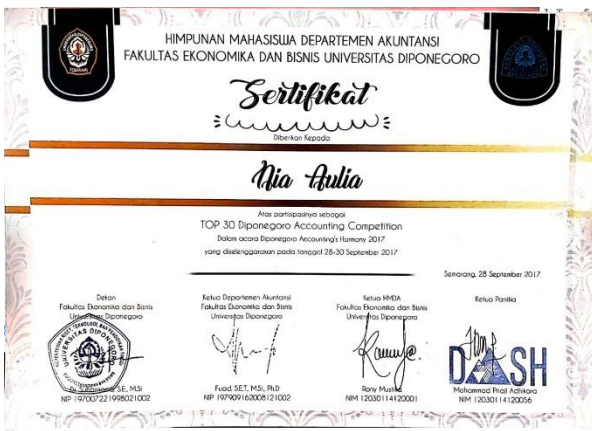 HIMPUNAN MAHASISWA DEPARTEMEN AKUNTANSI
FAKULTAS EKONOMIKA DAN BISNIS UNIVERSITAS DIPONEGORO
Sertifikat
Diberikan Kepada
Nia Aulia
Atas partisipasinya sebagai
TOP 30 Diponegoro Accounting Competition
Dalam acara Diponegoro Accounting's Harmony 2017
yang diselenggarakan pada tanggal 28-30 September 2017
Semarang, 28 September 2017
Dekan
Fakultas Ekonomika dan Bisnis
Universitas Diponegoro
SE, M.Si
NIP 197007221998021002
Ketua Departemen Akuntansi
Fakultas Ekonomika dan Bisnis
Universitas Diponegoro
Fuad, S.E.T, M.Si, Ph.D
NIP 197909162008121002
Ketua HMDA
Fakultas Ekonomika dan Bisnis
Universitas Diponegoro
Rony Mustika
NIM 12030114120001
Ketua Panitia
DASH
Mohammad Adhikara
NIM 12030114120056